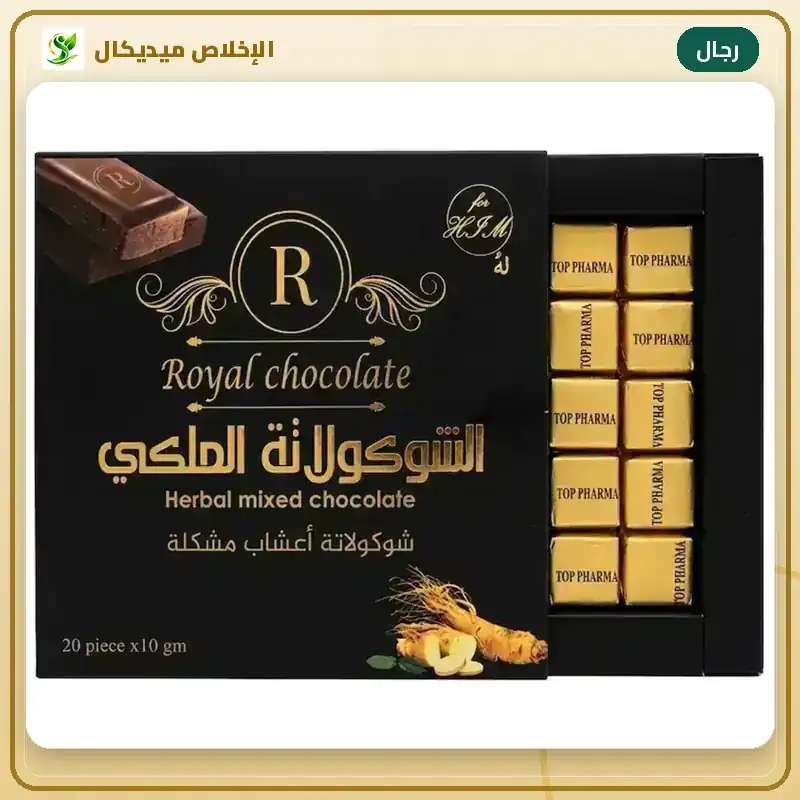 الإخلاص ميديكال
رجال
R
for
HIM
لهُ
R
Royal chocolate
الشوكولاتة الملكي
Herbal mixed chocolate
شوكولاتة أعشاب مشكلة
20 piece x10 gm
TOP PHARMA
TOP PHARMA
TOP PHARMA
TOP PHARMA
TOP PHARMA
TOP PHARMA
TOP PHARMA
TOP PHARMA
TOP PHARMA
TOP PHARMA